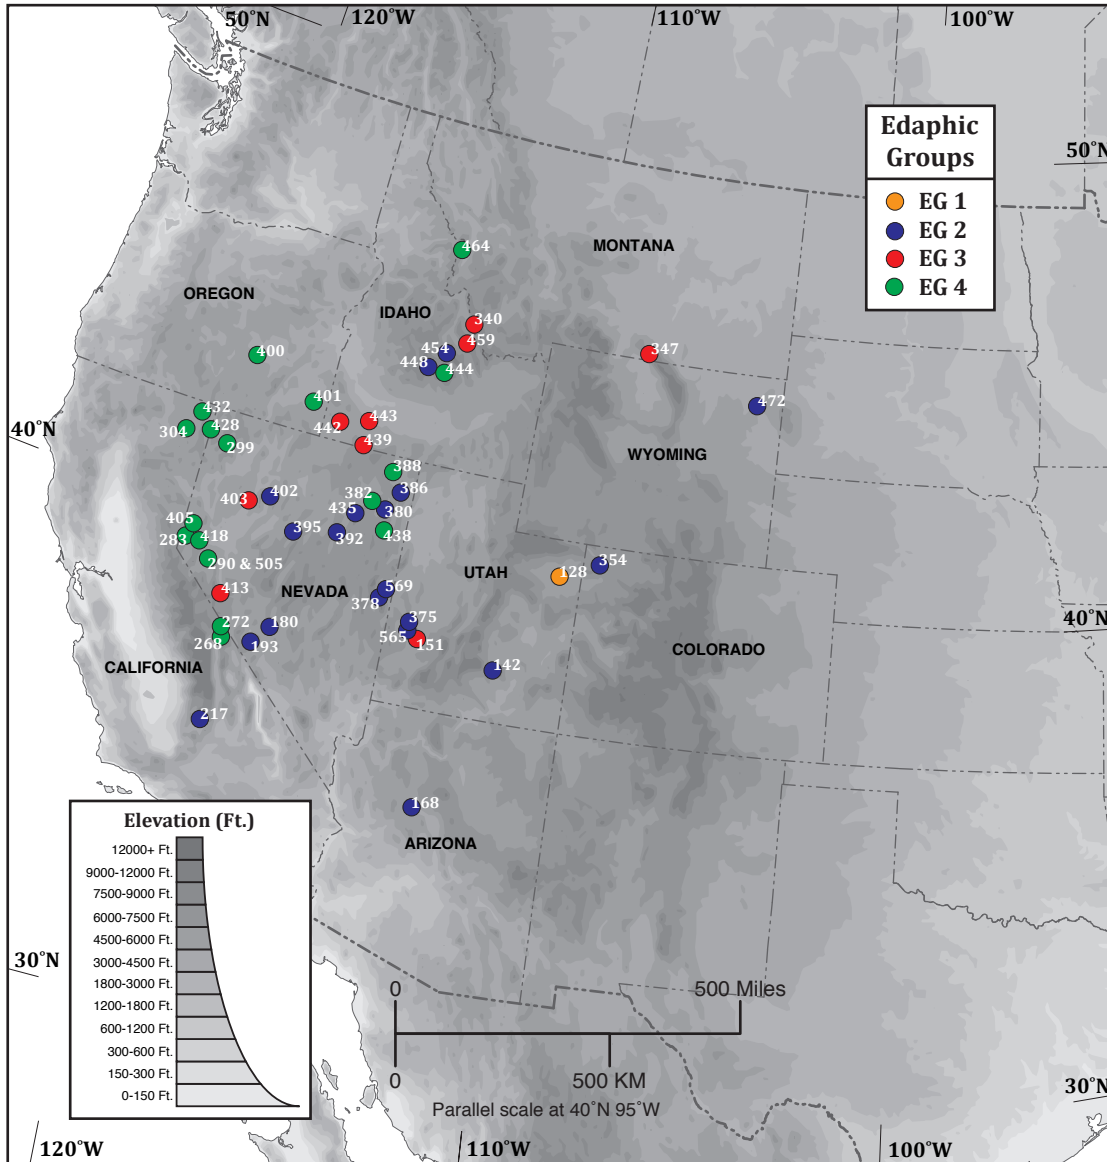 50°N
120°W
110°W
100°W
Edaphic
Groups
50°N
EG 1
EG 2
EG 3
EG 4
464
MONTANA
OREGON
IDAHO
340
459
400
454
448
444
347
401
432
472
443
442
40°N
304
428
299
439
WYOMING
388
386
402
403
382
435
380
405
395
392
438
283
418
290 & 505
354
UTAH
128
569
NEVADA
413
378
375
40°N
272
180
565
151
268
193
COLORADO
CALIFORNIA
142
217
168
ARIZONA
Elevation (Ft.)
12000+ Ft.
9000-12000 Ft.
7500-9000 Ft.
6000-7500 Ft.
4500-6000 Ft.
3000-4500 Ft.
1800-3000 Ft.
1200-1800 Ft.
600-1200 Ft.
300-600 Ft.
150-300 Ft.
0-150 Ft.
30°N
0
500 Miles
0
500 KM
Parallel scale at 40°N 95°W
30°N
120°W
110°W
100°W